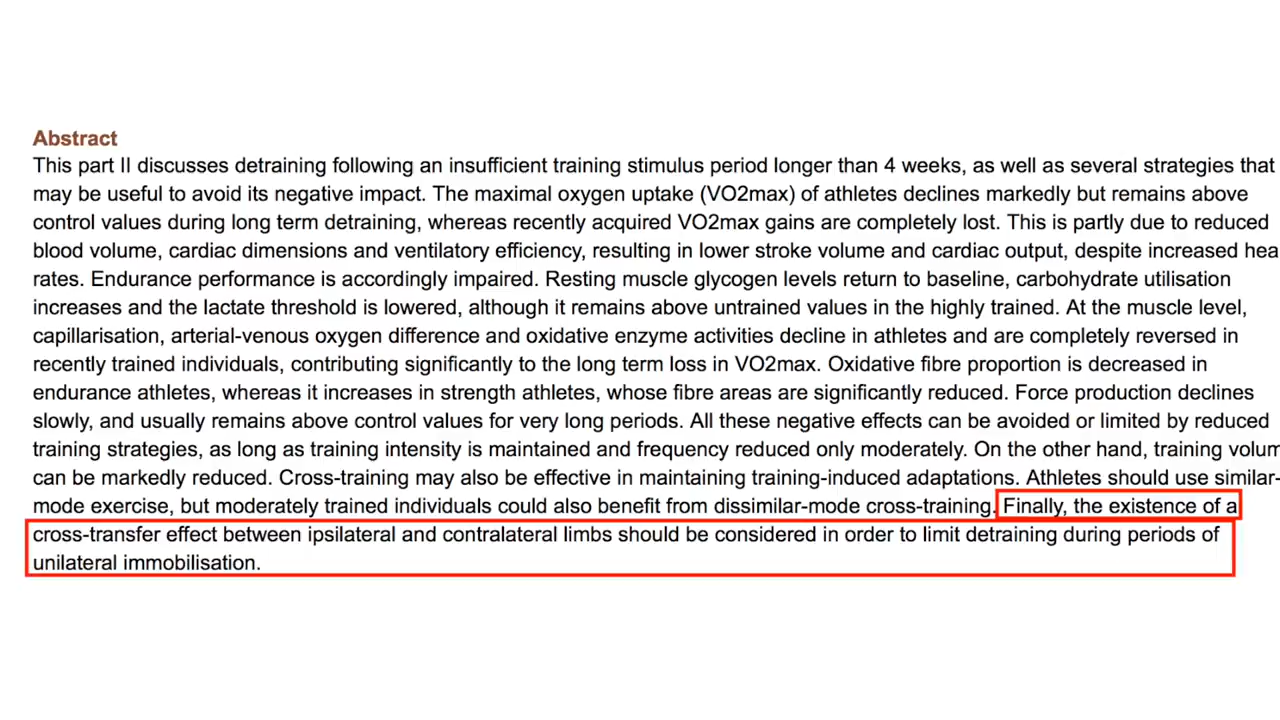 Abstract
This part II discusses detraining following an insufficient training stimulus period longer than 4 weeks, as well as several strategies that
may be useful to avoid its negative impact. The maximal oxygen uptake (VO2max) of athletes declines markedly but remains above
control values during long term detraining, whereas recently acquired VO2max gains are completely lost. This is partly due to reduced
blood volume, cardiac dimensions and ventilatory efficiency, resulting in lower stroke volume and cardiac output, despite increased hea
rates. Endurance performance is accordingly impaired. Resting muscle glycogen levels return to baseline, carbohydrate utilisation
increases and the lactate threshold is lowered, although it remains above untrained values in the highly trained. At the muscle level,
capillarisation, arterial-venous oxygen difference and oxidative enzyme activities decline in athletes and are completely reversed in
recently trained individuals, contributing significantly to the long term loss in VO2max. Oxidative fibre proportion is decreased in
endurance athletes, whereas it increases in strength athletes, whose fibre areas are significantly reduced. Force production declines
slowly, and usually remains above control values for very long periods. All these negative effects can be avoided or limited by reduced
training strategies, as long as training intensity is maintained and frequency reduced only moderately. On the other hand, training volum
can be markedly reduced. Cross-training may also be effective in maintaining training-induced adaptations. Athletes should use similar-
mode exercise, but moderately trained individuals could also benefit from dissimilar-mode cross-training. Finally, the existence of a
cross-transfer effect between ipsilateral and contralateral limbs should be considered in order to limit detraining during periods of
unilateral immobilisation.